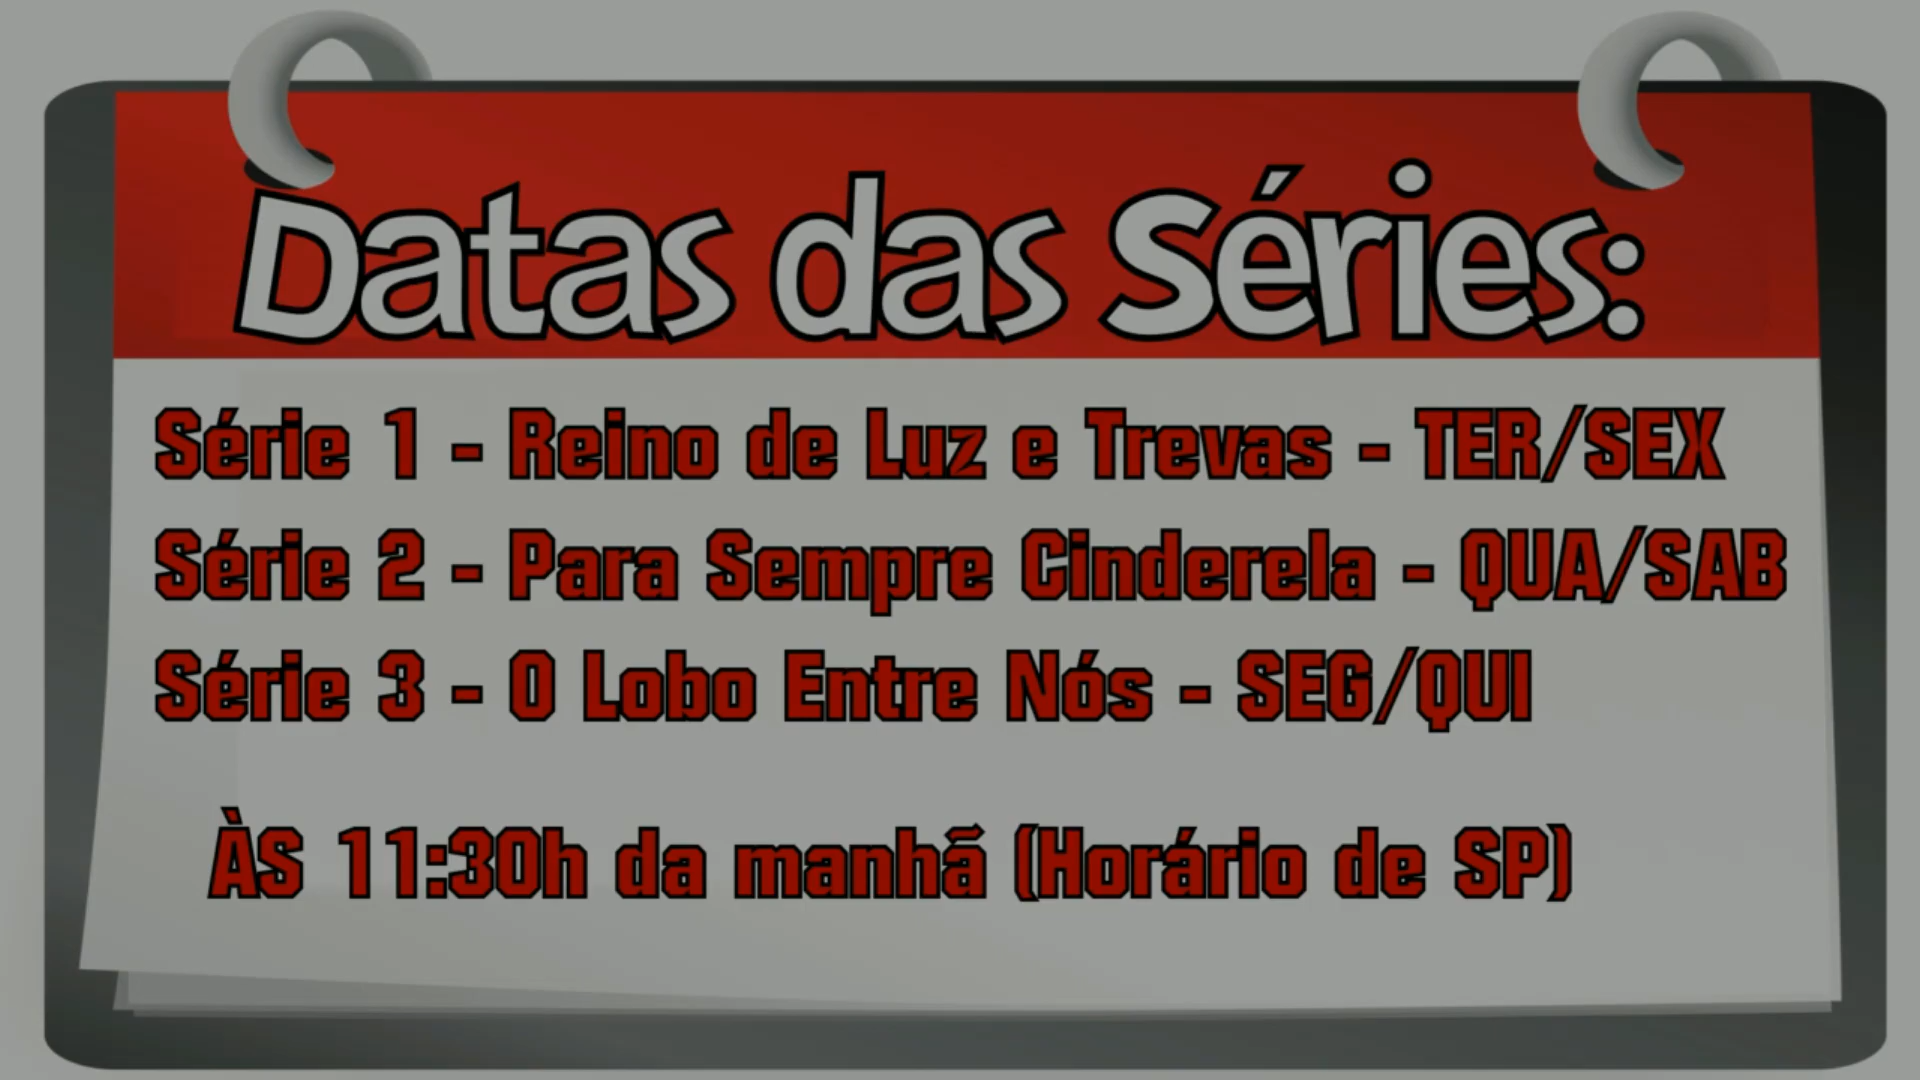 Datas das Séries:
Série 1 - Reino de Luz e Trevas - TER/SEX
Série 2 - Para Sempre Cinderela - QUA/SAB
Série 3 - O Lobo Entre Nós - SEG/QUI
ÀS 11:30h da manhã (Horário de SP)